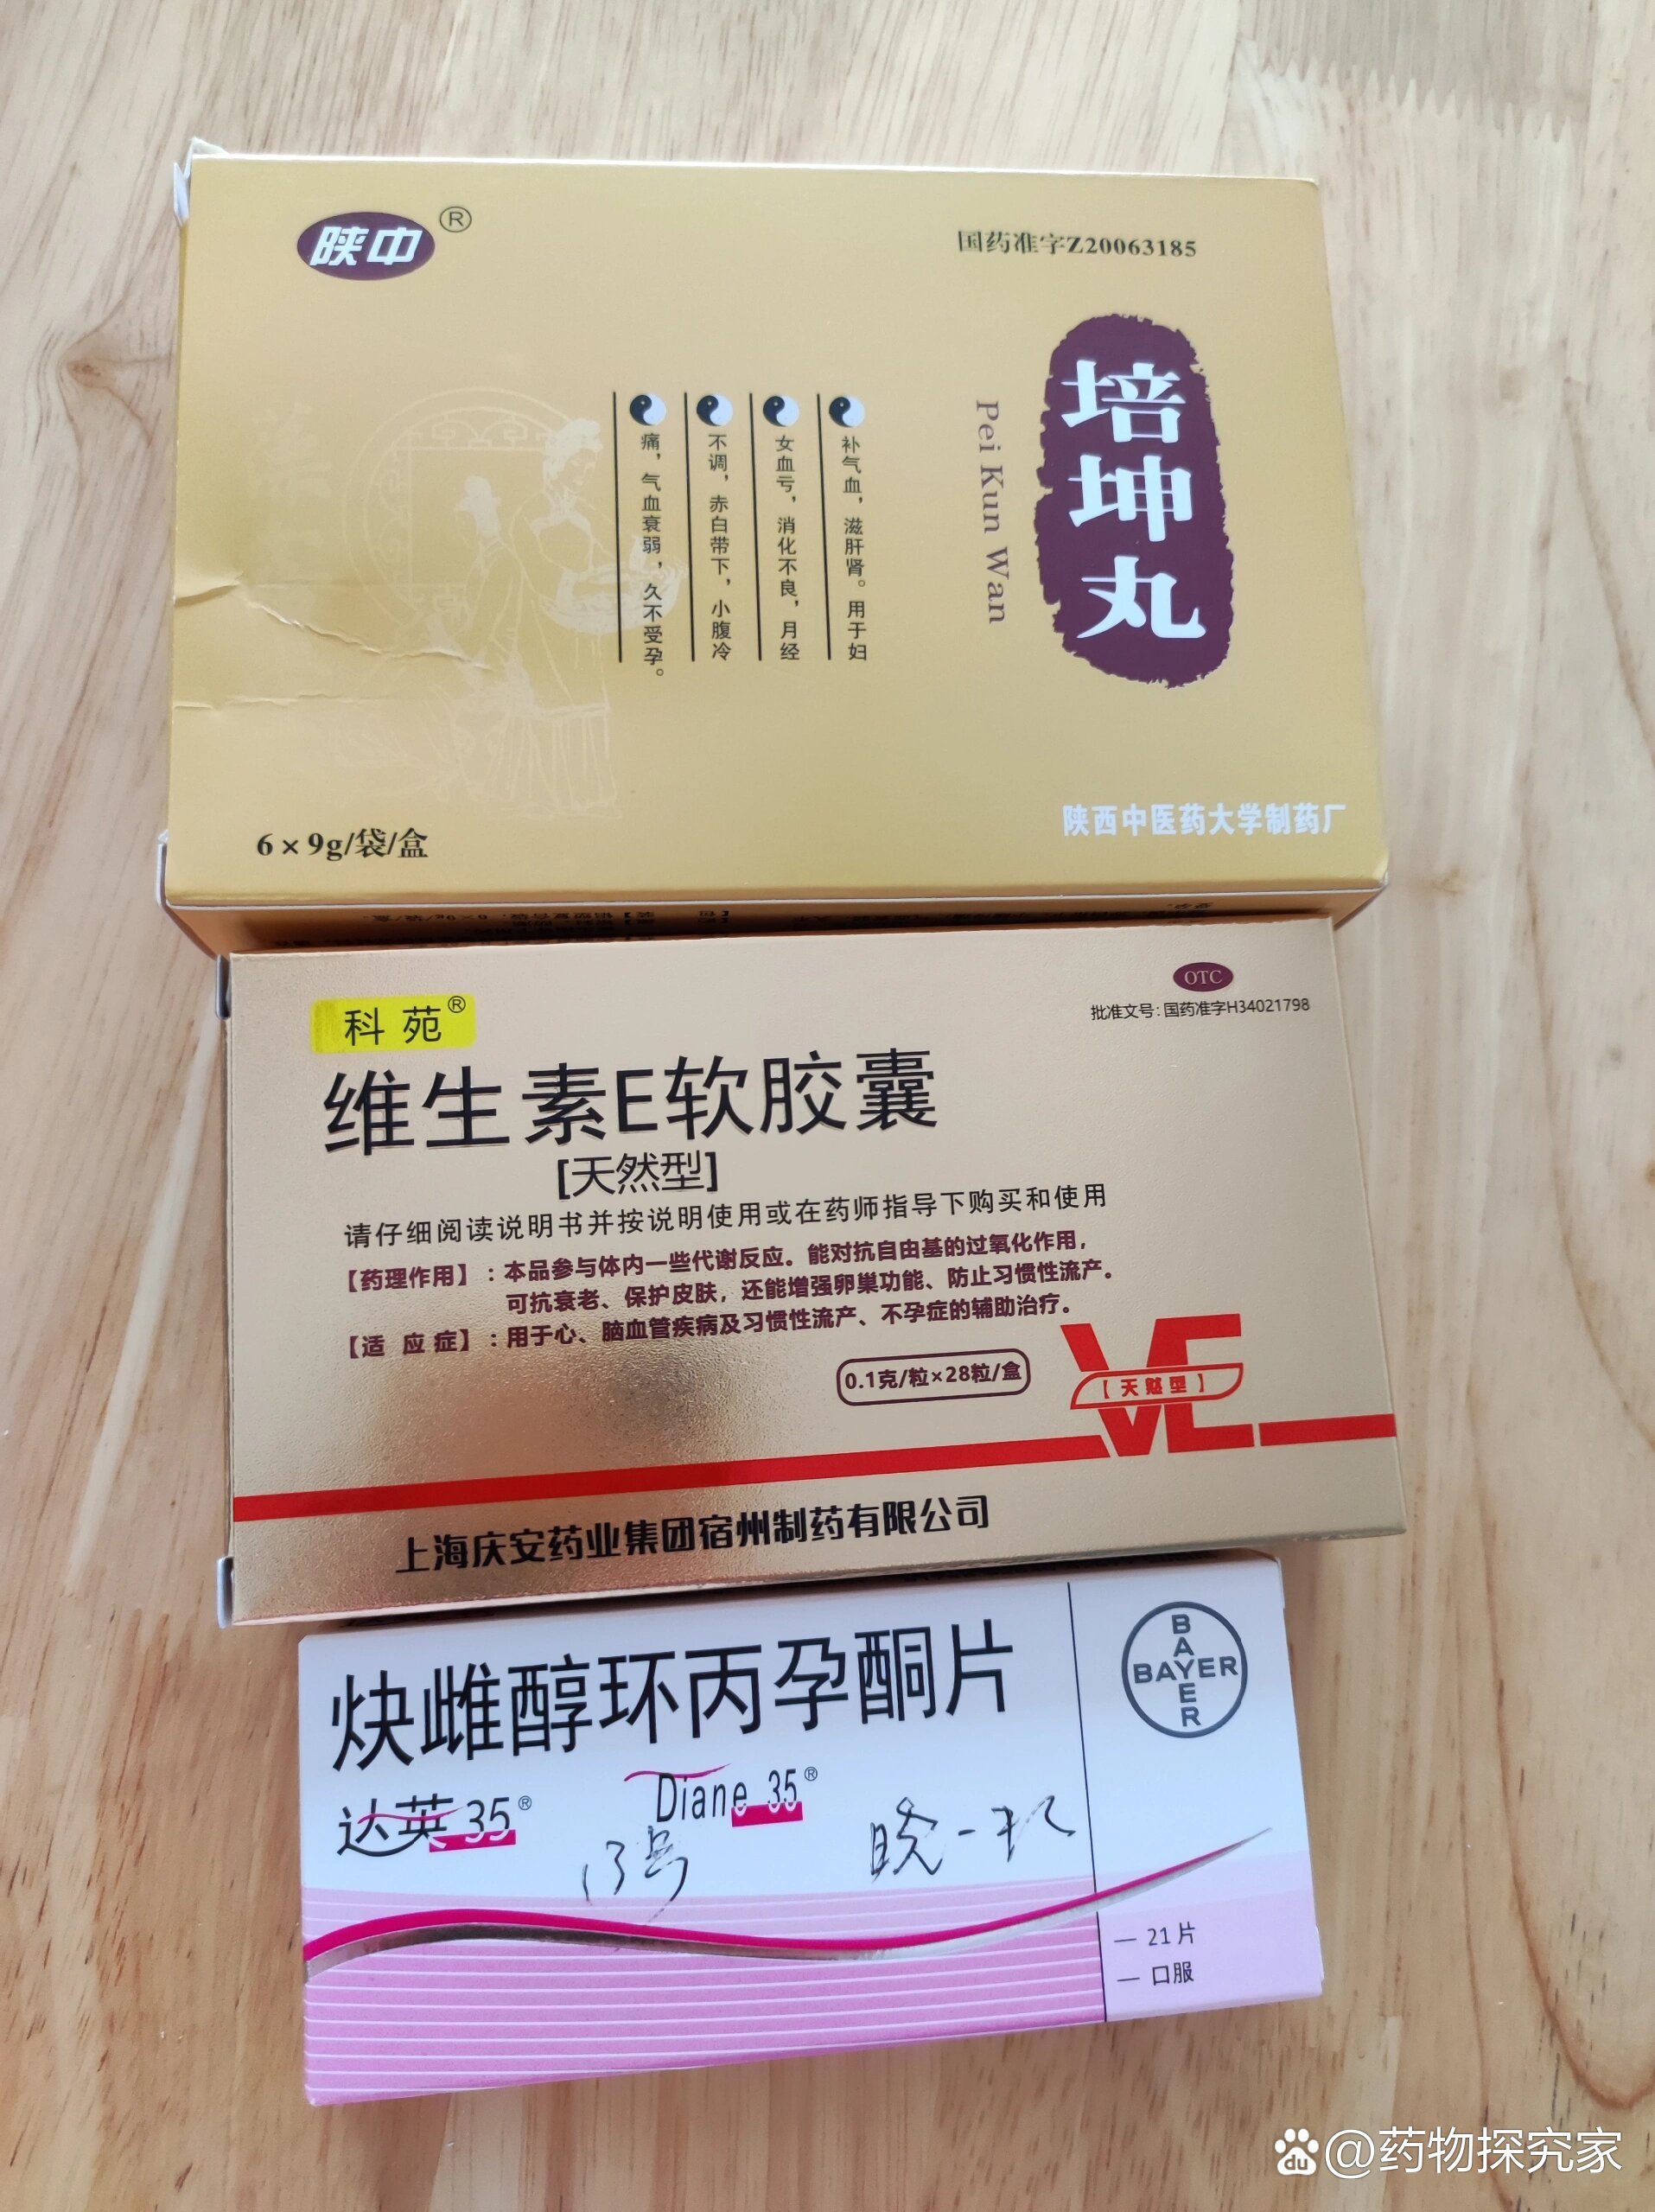 陕中®
国药准字Z20063185
培坤丸
Pei Kun Wan
补气血，滋肝肾。用于妇
女血亏，消化不良，月经
不调，赤白带下，小腹冷
痛，气血衰弱，久不受孕。
6×9g/袋/盒
陕西中医药大学制药厂
科苑®
OTC
批准文号：国药准字H34021798
维生素E软胶囊
[天然型]
请仔细阅读说明书并按说明使用或在药师指导下购买和使用
【药理作用】：本品参与体内一些代谢反应。能对抗自由基的过氧化作用，
可抗衰老、保护皮肤，还能增强卵巢功能、防止习惯性流产。
【适应症】：用于心、脑血管疾病及习惯性流产、不孕症的辅助治疗。
0.1克/粒×28粒/盒
VE
【天然型】
上海庆安药业集团宿州制药有限公司
炔雌醇环丙孕酮片
BAYER
BAYER
达英35®
Diane 35®
13号
晚一次
— 21片
— 口服
du @药物探究家